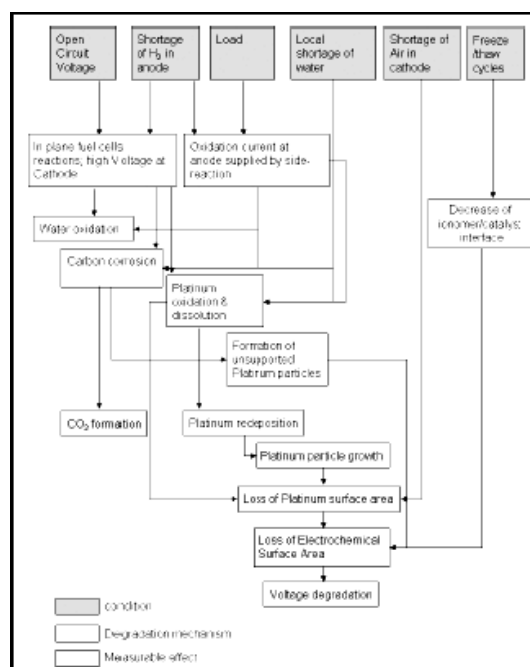 Open
Circuit
Voltage
Shortage
of H₂ in
anode
Load
Local
shortage of
water
Shortage of
Air in
cathode
Freeze
/thaw
cycles
In plane fuel cells
reactions; high Voltage at
Cathode
Oxidation current at
anode supplied by side-
reaction
Water oxidation
Decrease of
ionomer/catalyst
interface
Carbon corrosion
Platinum
oxidation &
dissolution
Formation of
unsupported
Platinum particles
CO₂ formation
Platinum redeposition
Platinum particle growth
Loss of Platinum surface area
Loss of Electrochemical
Surface Area
Voltage degradation
condition
Degradation mechanism
Measurable effect